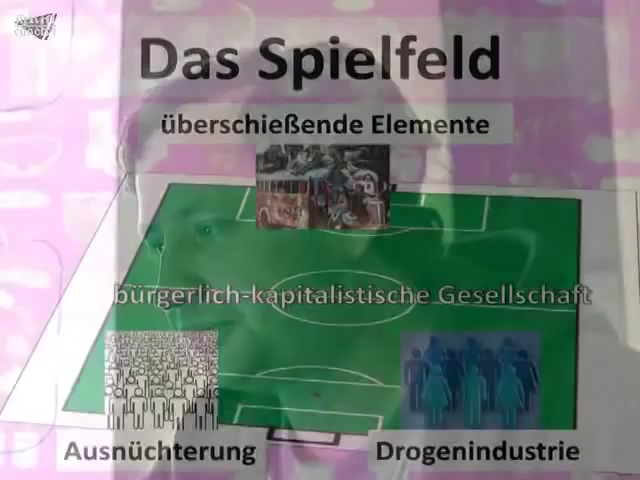 Das Spielfeld
überschießende Elemente
bürgerlich-kapitalistische Gesellschaft
Ausnüchterung
Drogenindustrie